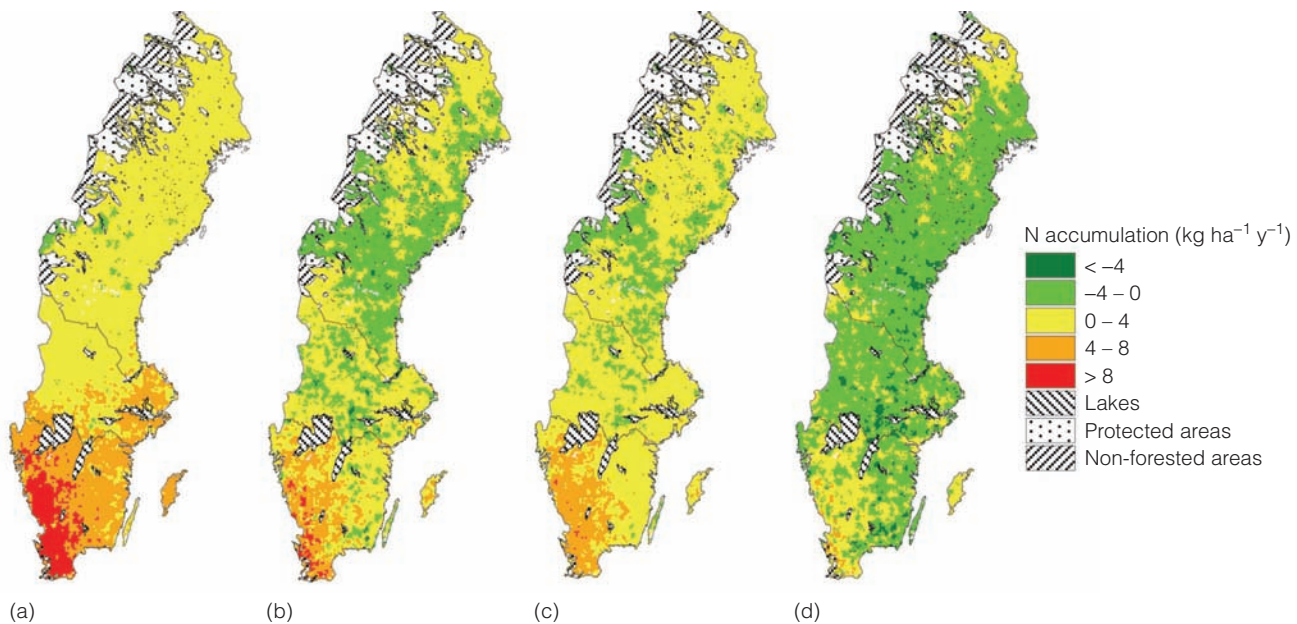 N accumulation (kg ha⁻¹ y⁻¹)
< –4
–4 – 0
0 – 4
4 – 8
> 8
Lakes
Protected areas
Non-forested areas
(a) (b) (c) (d)